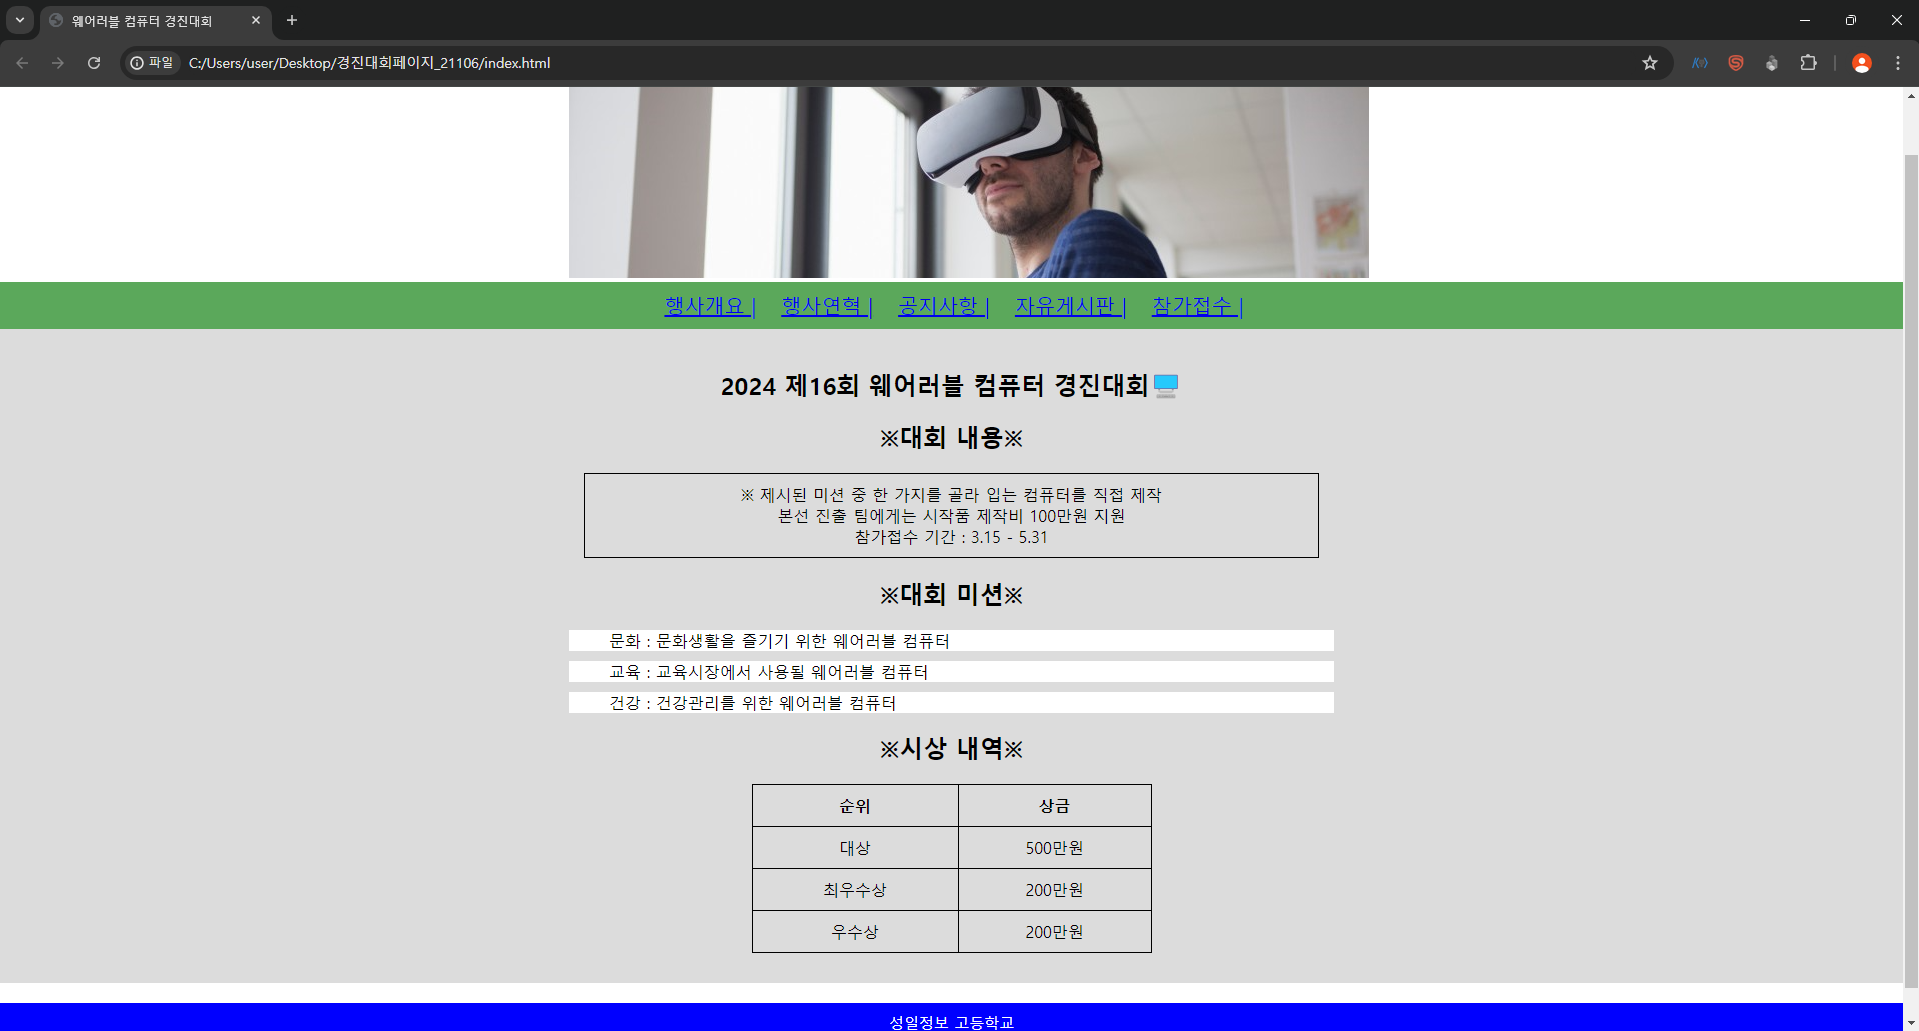 웨어러블 컴퓨터 경진대회
파일 C:/Users/user/Desktop/경진대회페이지_21106/index.html
행사개요 | 행사연혁 | 공지사항 | 자유게시판 | 참가접수 |
2024 제16회 웨어러블 컴퓨터 경진대회🖥️
※대회 내용※
※ 제시된 미션 중 한 가지를 골라 입는 컴퓨터를 직접 제작
본선 진출 팀에게는 시작품 제작비 100만원 지원
참가접수 기간 : 3.15 - 5.31
※대회 미션※
문화 : 문화생활을 즐기기 위한 웨어러블 컴퓨터
교육 : 교육시장에서 사용될 웨어러블 컴퓨터
건강 : 건강관리를 위한 웨어러블 컴퓨터
※시상 내역※
순위 상금
대상 500만원
최우수상 200만원
우수상 200만원
성일정보 고등학교